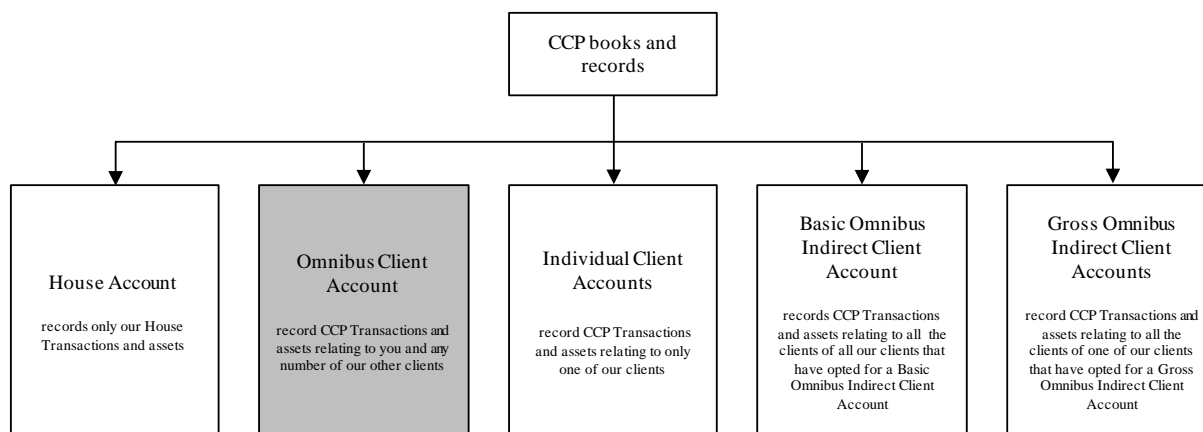 CCP books and
records
House Account
records only our House
Transactions and assets
Omnibus Client
Account
record CCP Transactions and
assets relating to you and any
number of our other clients
Individual Client
Accounts
record CCP Transactions
and assets relating to only
one of our clients
Basic Omnibus
Indirect Client
Account
records CCP Transactions
and assets relating to all the
clients of all our clients that
have opted for a Basic
Omnibus Indirect Client
Account
Gross Omnibus
Indirect Client
Accounts
record CCP Transactions and
assets relating to all the
clients of one of our clients
that have opted for a Gross
Omnibus Indirect Client
Account